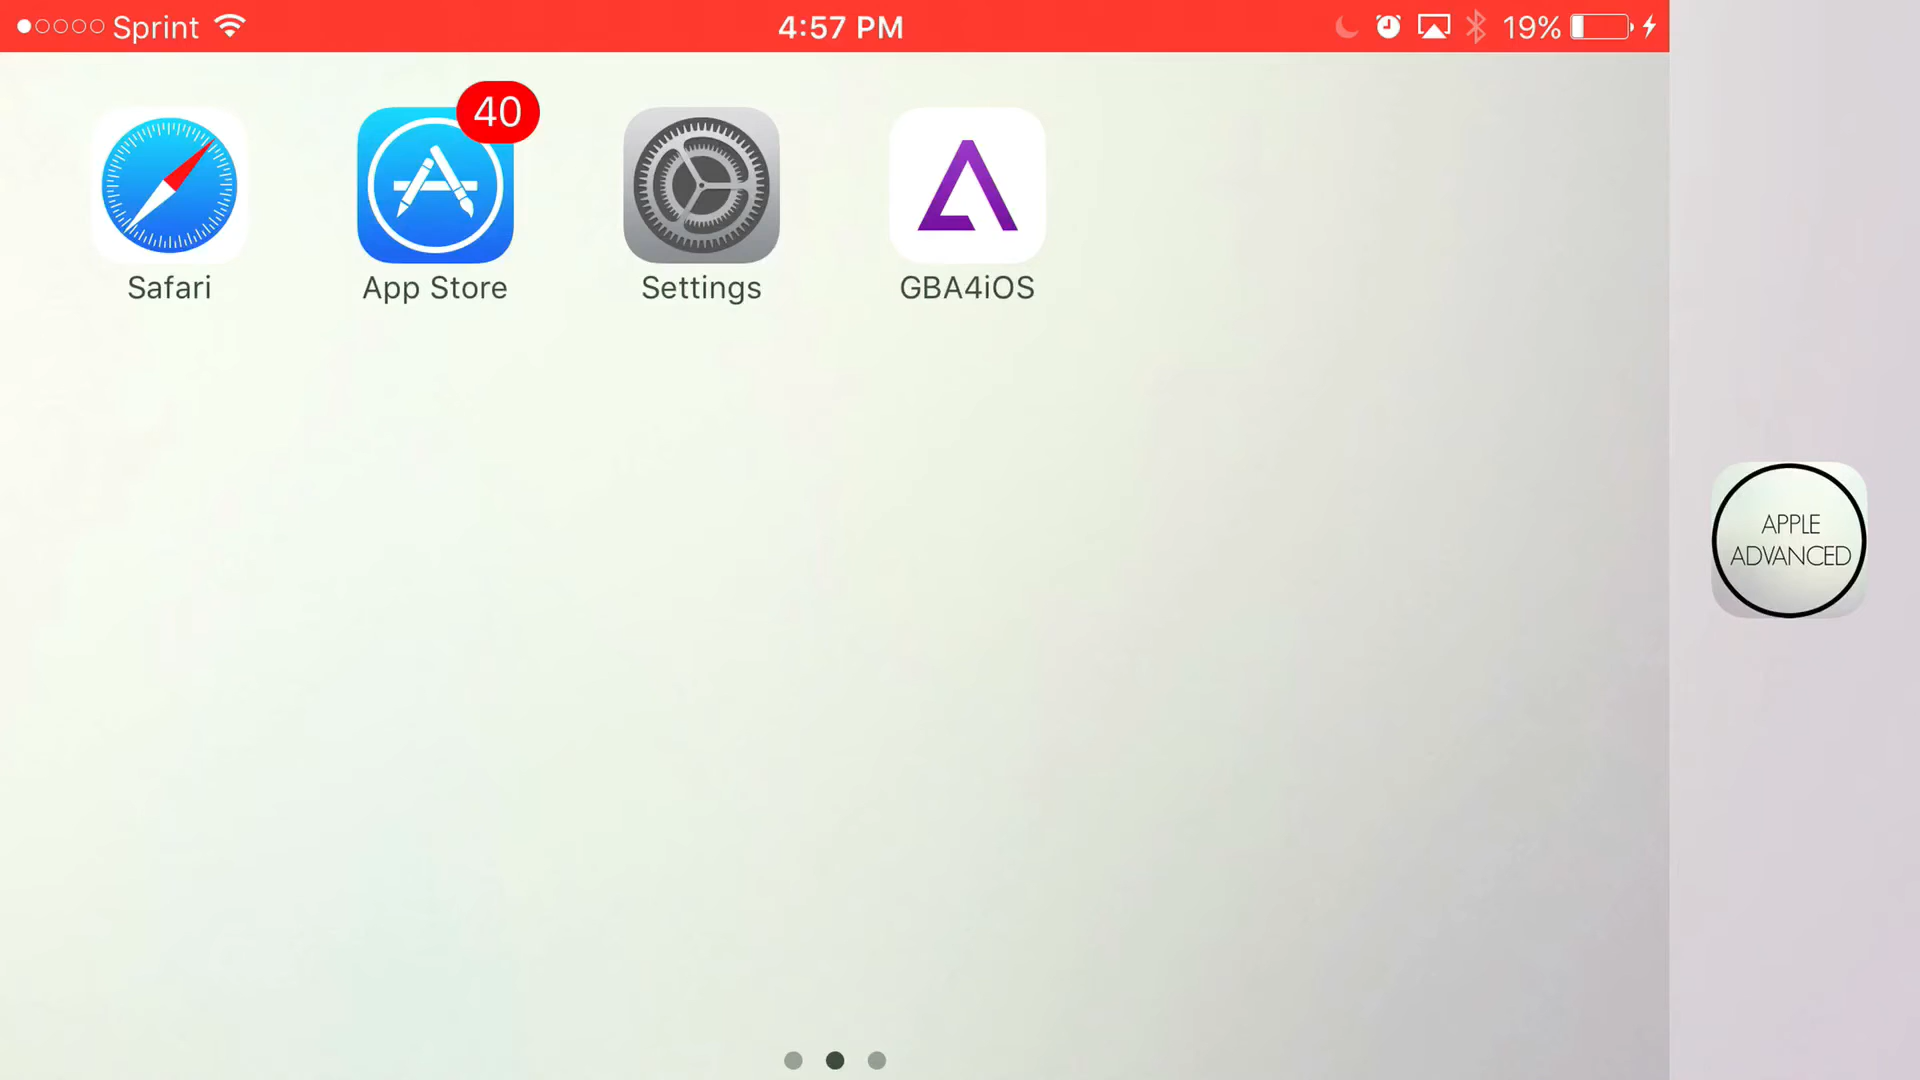 Sprint 4:57 PM 19%
40
Safari App Store Settings GBA4iOS
APPLE
ADVANCED